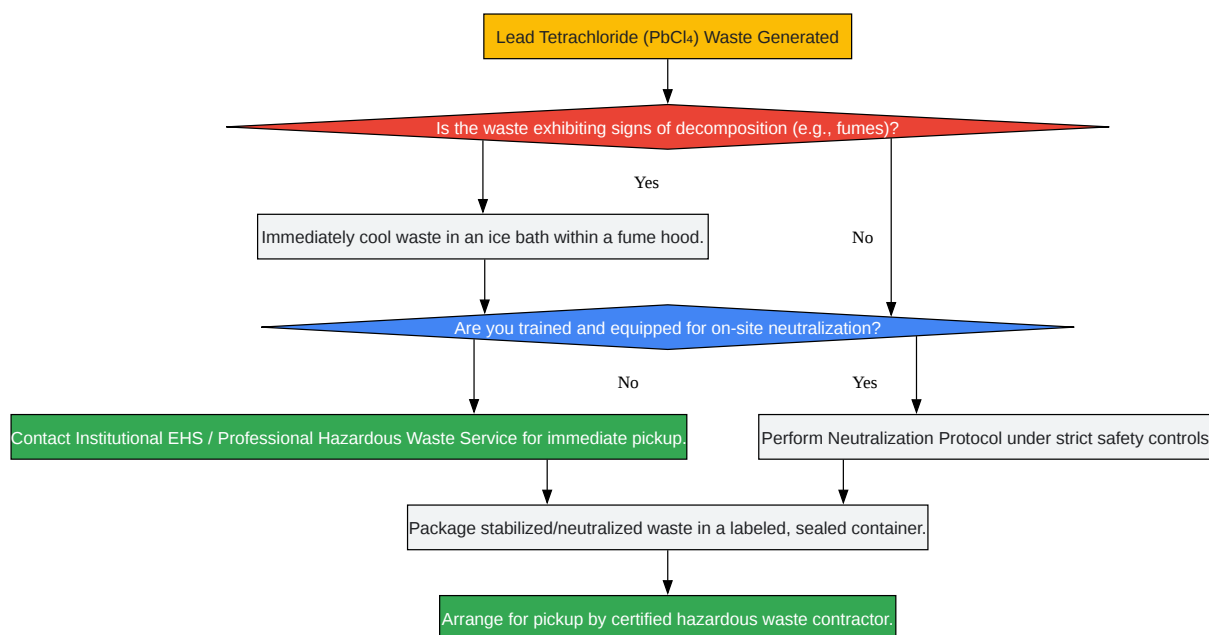 Lead Tetrachloride (PbCl₄) Waste Generated
Is the waste exhibiting signs of decomposition (e.g., fumes)?
Yes
Immediately cool waste in an ice bath within a fume hood.
No
Are you trained and equipped for on-site neutralization?
No
Yes
Contact Institutional EHS / Professional Hazardous Waste Service for immediate pickup.
Perform Neutralization Protocol under strict safety controls
Package stabilized/neutralized waste in a labeled, sealed container.
Arrange for pickup by certified hazardous waste contractor.